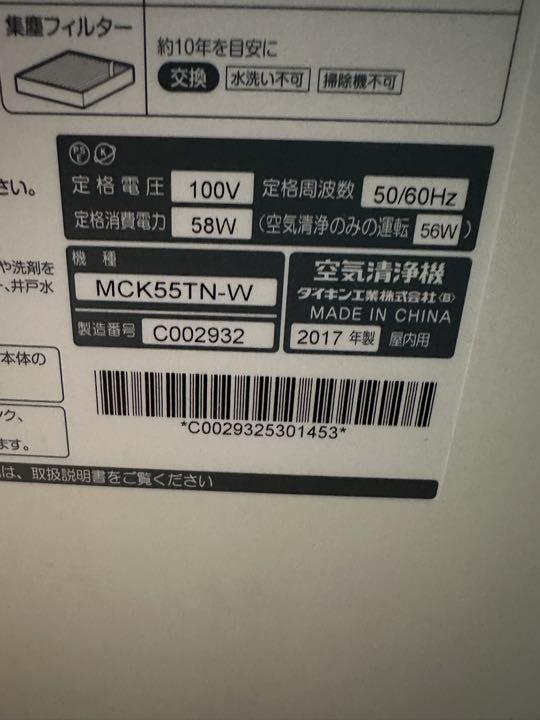 集塵フィルター
約10年を目安に
交換 水洗い不可 掃除機不可
さい。
定格電圧 100V 定格周波数 50/60Hz
定格消費電力 58W (空気清浄のみの運転 56W)
や洗剤を
、井戸水
機種
MCK55TN-W
製造番号 C002932
空気清浄機
ダイキン工業株式会社〈B〉
MADE IN CHINA
2017 年製 屋内用
本体の
ック、
ます。
*C0029325301453*
は、取扱説明書をご覧ください